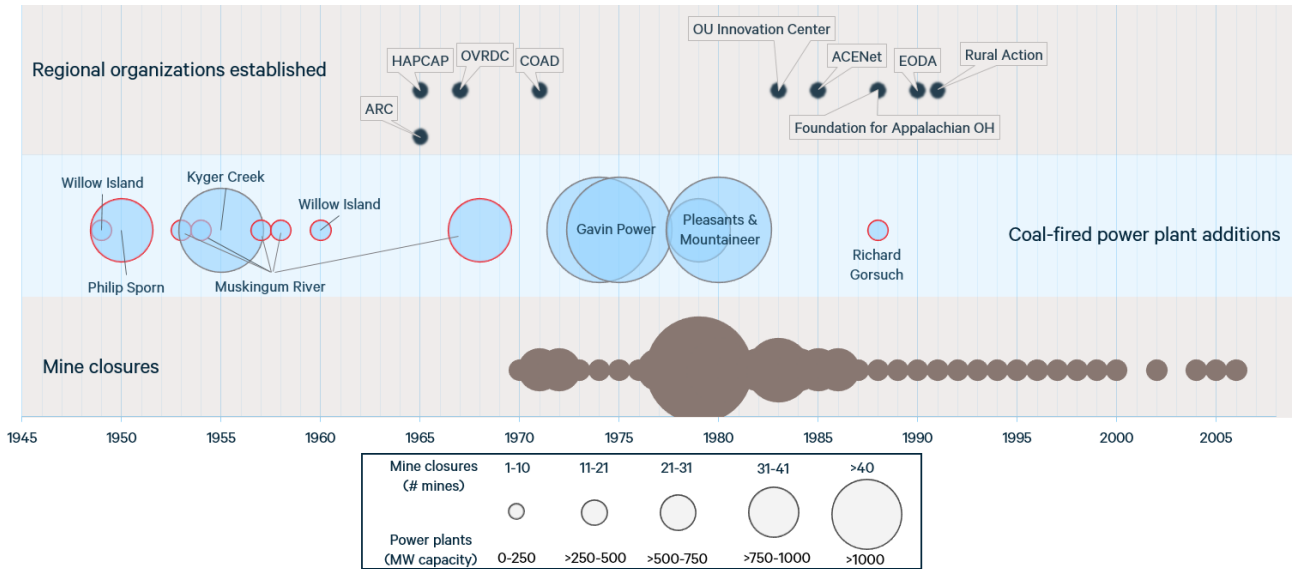 OU Innovation Center
HAPCAP
OVRDC
COAD
ACENet
EODA
Rural Action
Regional organizations established
ARC
Foundation for Appalachian OH
Willow Island
Kyger Creek
Willow Island
Gavin Power
Pleasants &
Mountaineer
Coal-fired power plant additions
Richard
Gorsuch
Philip Sporn
Muskingum River
Mine closures
1945 1950 1955 1960 1965 1970 1975 1980 1985 1990 1995 2000 2005
Mine closures
(# mines)
1-10 11-21 21-31 31-41 >40
Power plants
(MW capacity)
0-250 >250-500 >500-750 >750-1000 >1000